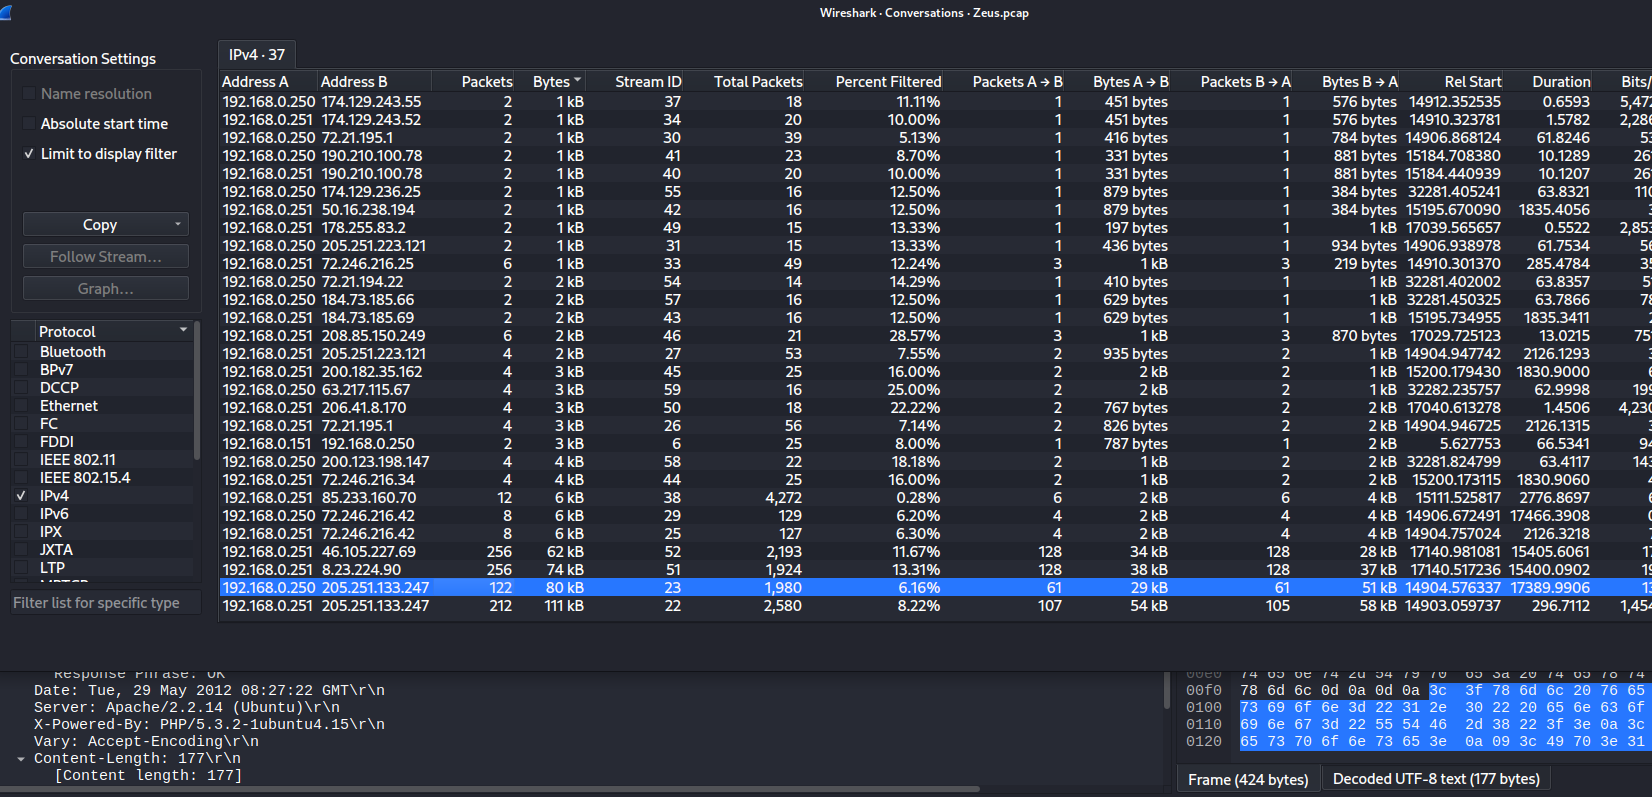 Wireshark · Conversations · Zeus.pcap
Conversation Settings
Name resolution
Absolute start time
Limit to display filter
Copy
Follow Stream...
Graph...
Protocol
Bluetooth
BPv7
DCCP
Ethernet
FC
FDDI
IEEE 802.11
IEEE 802.15.4
IPv4
IPv6
IPX
JXTA
LTP
MPTCP
Filter list for specific type
IPv4 · 37
Address A Address B Packets Bytes Stream ID Total Packets Percent Filtered Packets A → B Bytes A → B Packets B → A Bytes B → A Rel Start Duration Bits/
192.168.0.250 174.129.243.55 2 1 kB 37 18 11.11% 1 451 bytes 1 576 bytes 14912.352535 0.6593 5,472
192.168.0.251 174.129.243.52 2 1 kB 34 20 10.00% 1 451 bytes 1 576 bytes 14910.323781 1.5782 2,286
192.168.0.250 72.21.195.1 2 1 kB 30 39 5.13% 1 416 bytes 1 784 bytes 14906.868124 61.8246 53
192.168.0.250 190.210.100.78 2 1 kB 41 23 8.70% 1 331 bytes 1 881 bytes 15184.708380 10.1289 261
192.168.0.251 190.210.100.78 2 1 kB 40 20 10.00% 1 331 bytes 1 881 bytes 15184.440939 10.1207 261
192.168.0.250 174.129.236.25 2 1 kB 55 16 12.50% 1 879 bytes 1 384 bytes 32281.405241 63.8321 110
192.168.0.251 50.16.238.194 2 1 kB 42 16 12.50% 1 879 bytes 1 384 bytes 15195.670090 1835.4056 3
192.168.0.251 178.255.83.2 2 1 kB 49 15 13.33% 1 197 bytes 1 1 kB 17039.565657 0.5522 2,853
192.168.0.250 205.251.223.121 2 1 kB 31 15 13.33% 1 436 bytes 1 934 bytes 14906.938978 61.7534 56
192.168.0.251 72.246.216.25 6 1 kB 33 49 12.24% 3 1 kB 3 219 bytes 14910.301370 285.4784 35
192.168.0.250 72.21.194.22 2 2 kB 54 14 14.29% 1 410 bytes 1 1 kB 32281.402002 63.8357 51
192.168.0.250 184.73.185.66 2 2 kB 57 16 12.50% 1 629 bytes 1 1 kB 32281.450325 63.7866 78
192.168.0.251 184.73.185.69 2 2 kB 43 16 12.50% 1 629 bytes 1 1 kB 15195.734955 1835.3411 2
192.168.0.251 208.85.150.249 6 2 kB 46 21 28.57% 3 1 kB 3 870 bytes 17029.725123 13.0215 751
192.168.0.251 205.251.223.121 4 2 kB 27 53 7.55% 2 935 bytes 2 1 kB 14904.947742 2126.1293 3
192.168.0.251 200.182.35.162 4 3 kB 45 25 16.00% 2 2 kB 2 1 kB 15200.179430 1830.9000 6
192.168.0.250 63.217.115.67 4 3 kB 59 16 25.00% 2 2 kB 2 1 kB 32282.235757 62.9998 199
192.168.0.251 206.41.8.170 4 3 kB 50 18 22.22% 2 767 bytes 2 2 kB 17040.613278 1.4506 4,230
192.168.0.251 72.21.195.1 4 3 kB 26 56 7.14% 2 826 bytes 2 2 kB 14904.946725 2126.1315 3
192.168.0.151 192.168.0.250 2 3 kB 6 25 8.00% 1 787 bytes 1 2 kB 5.627753 66.5341 94
192.168.0.250 200.123.198.147 4 4 kB 58 22 18.18% 2 1 kB 2 2 kB 32281.824799 63.4117 143
192.168.0.251 72.246.216.34 4 4 kB 44 25 16.00% 2 1 kB 2 2 kB 15200.173115 1830.9060 4
192.168.0.251 85.233.160.70 12 6 kB 38 4,272 0.28% 6 2 kB 6 4 kB 15111.525817 2776.8697 6
192.168.0.250 72.246.216.42 8 6 kB 29 129 6.20% 4 2 kB 4 4 kB 14906.672491 17466.3908 0
192.168.0.251 72.246.216.42 8 6 kB 25 127 6.30% 4 2 kB 4 4 kB 14904.757024 2126.3218 7
192.168.0.251 46.105.227.69 256 62 kB 52 2,193 11.67% 128 34 kB 128 28 kB 17140.981081 15405.6061 17
192.168.0.251 8.23.224.90 256 74 kB 51 1,924 13.31% 128 38 kB 128 37 kB 17140.517236 15400.0902 19
192.168.0.250 205.251.133.247 122 80 kB 23 1,980 6.16% 61 29 kB 61 51 kB 14904.576337 17389.9906 13
192.168.0.251 205.251.133.247 212 111 kB 22 2,580 8.22% 107 54 kB 105 58 kB 14903.059737 296.7112 1,454
Response Phrase: OK
Date: Tue, 29 May 2012 08:27:22 GMT\r\n
Server: Apache/2.2.14 (Ubuntu)\r\n
X-Powered-By: PHP/5.3.2-1ubuntu4.15\r\n
Vary: Accept-Encoding\r\n
Content-Length: 177\r\n
[Content length: 177]
00e0 74 65 6e 74 2d 54 79 70 65 3a 20 74 65 78 74
00f0 78 6d 6c 0d 0a 0d 0a 3c 3f 78 6d 6c 20 76 65
0100 73 69 6f 6e 3d 22 31 2e 30 22 20 65 6e 63 6f
0110 69 6e 67 3d 22 55 54 46 2d 38 22 3f 3e 0a 3c
0120 65 73 70 6f 6e 73 65 3e 0a 09 3c 49 70 3e 31
Frame (424 bytes) Decoded UTF-8 text (177 bytes)